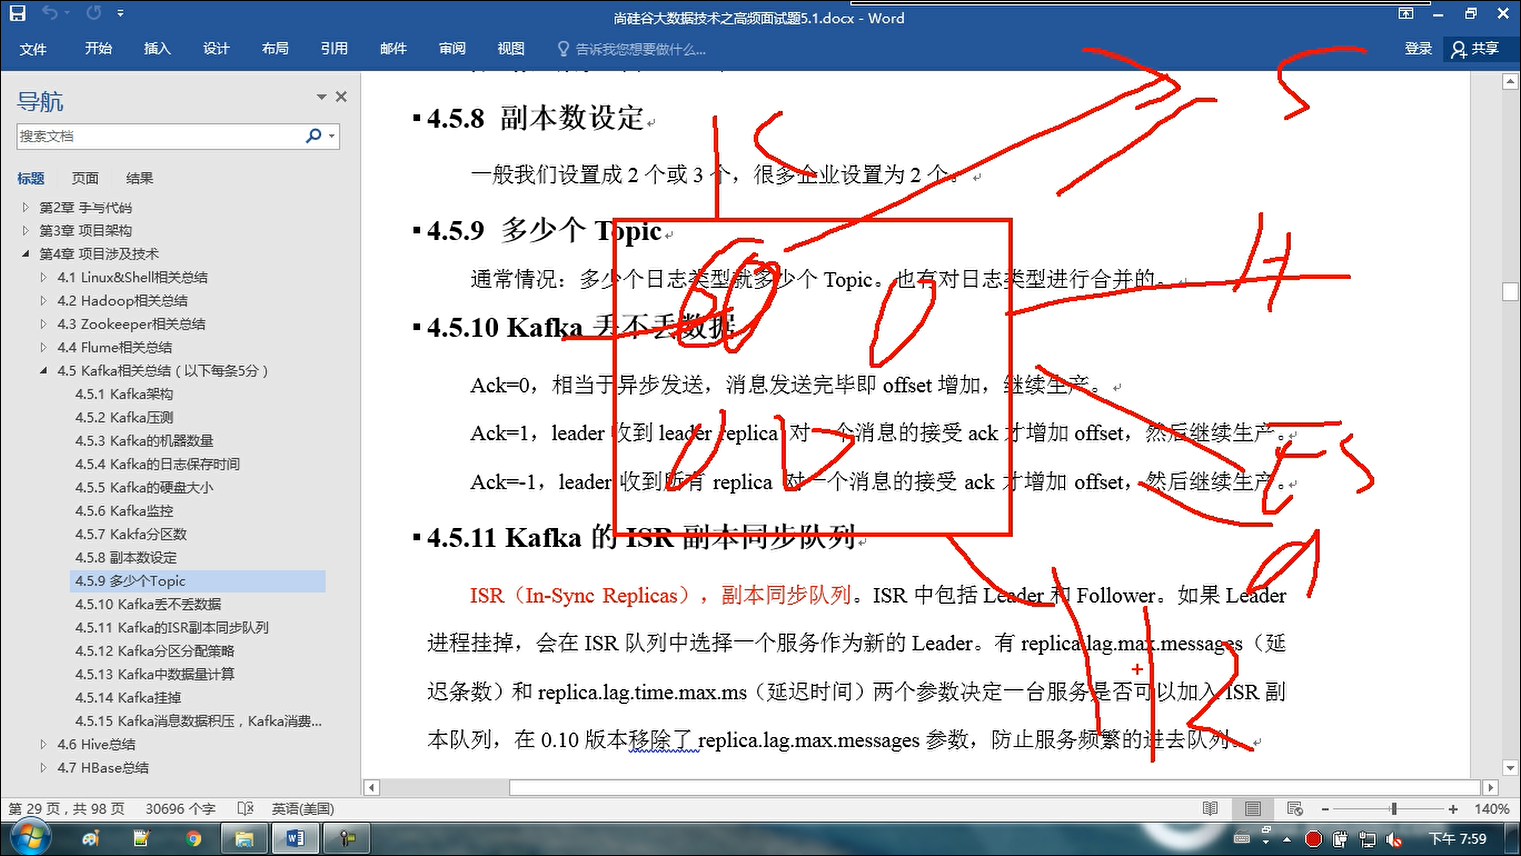 尚硅谷大数据技术之高频面试题5.1.docx - Word
文件 开始 插入 设计 布局 引用 邮件 审阅 视图 告诉我您想要做什么... 登录 共享
导航
搜索文档
标题 页面 结果
第2章 手写代码
第3章 项目架构
第4章 项目涉及技术
4.1 Linux&Shell相关总结
4.2 Hadoop相关总结
4.3 Zookeeper相关总结
4.4 Flume相关总结
4.5 Kafka相关总结（以下每条5分）
4.5.1 Kafka架构
4.5.2 Kafka压测
4.5.3 Kafka的机器数量
4.5.4 Kafka的日志保存时间
4.5.5 Kafka的硬盘大小
4.5.6 Kafka监控
4.5.7 Kakfa分区数
4.5.8 副本数设定
4.5.9 多少个Topic
4.5.10 Kafka丢不丢数据
4.5.11 Kafka的ISR副本同步队列
4.5.12 Kafka分区分配策略
4.5.13 Kafka中数据量计算
4.5.14 Kafka挂掉
4.5.15 Kafka消息数据积压，Kafka消费...
4.6 Hive总结
4.7 HBase总结
4.5.8 副本数设定
一般我们设置成 2 个或 3 个，很多企业设置为 2 个。
4.5.9 多少个 Topic
通常情况：多少个日志类型就多少个 Topic。也有对日志类型进行合并的。
4.5.10 Kafka 丢不丢数据
Ack=0，相当于异步发送，消息发送完毕即 offset 增加，继续生产。
Ack=1，leader 收到 leader replica 对一个消息的接受 ack 才增加 offset，然后继续生产。
Ack=-1，leader 收到所有 replica 对一个消息的接受 ack 才增加 offset，然后继续生产。
4.5.11 Kafka 的 ISR 副本同步队列
ISR（In-Sync Replicas），副本同步队列。ISR 中包括 Leader 和 Follower。如果 Leader
进程挂掉，会在 ISR 队列中选择一个服务作为新的 Leader。有 replica.lag.max.messages（延
迟条数）和 replica.lag.time.max.ms（延迟时间）两个参数决定一台服务是否可以加入 ISR 副
本队列，在 0.10 版本移除了 replica.lag.max.messages 参数，防止服务频繁的进去队列。
第 29 页，共 98 页 30696 个字 英语(美国) 140%
下午 7:59